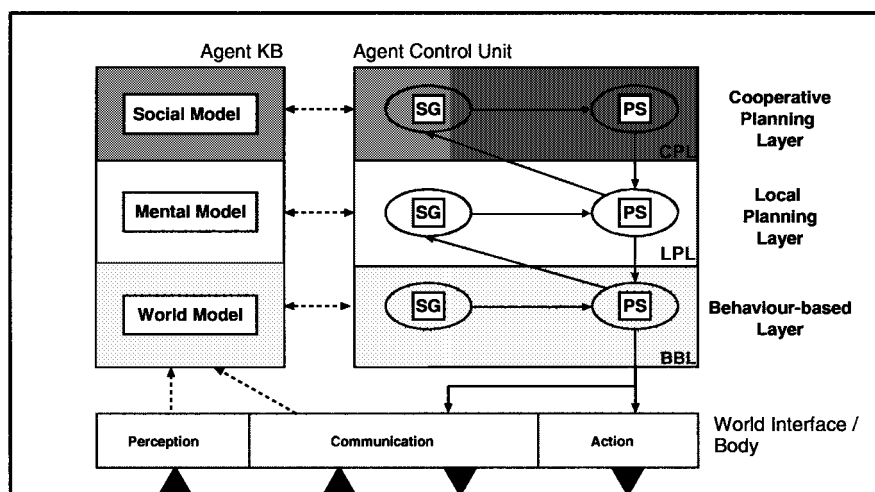 Agent KB
Agent Control Unit
Social Model
SG
PS
CPL
Cooperative
Planning
Layer
Mental Model
SG
PS
LPL
Local
Planning
Layer
World Model
SG
PS
BBL
Behaviour-based
Layer
Perception
Communication
Action
World Interface /
Body